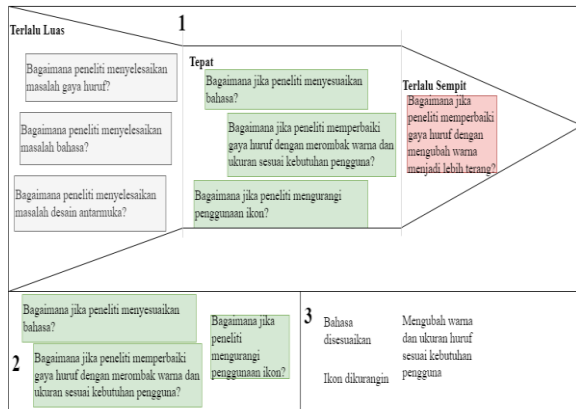 1
Terlalu Luas
Bagaimana peneliti menyelesaikan
masalah gaya huruf?
Bagaimana peneliti menyelesaikan
masalah bahasa?
Bagaimana peneliti menyelesaikan
masalah desain antarmuka?
Tepat
Bagaimana jika peneliti menyesuaikan
bahasa?
Bagaimana jika peneliti memperbaiki
gaya huruf dengan merombak warna dan
ukuran sesuai kebutuhan pengguna?
Bagaimana jika peneliti mengurangi
penggunaan ikon?
Terlalu Sempit
Bagaimana jika
peneliti memperbaiki
gaya huruf dengan
mengubah warna
menjadi lebih terang?
2
Bagaimana jika peneliti menyesuaikan
bahasa?
Bagaimana jika peneliti memperbaiki
gaya huruf dengan merombak warna dan
ukuran sesuai kebutuhan pengguna?
Bagaimana jika
peneliti
mengurangi
penggunaan ikon?
3
Bahasa
disesuaikan
Ikon dikurangin
Mengubah warna
dan ukuran huruf
sesuai kebutuhan
pengguna